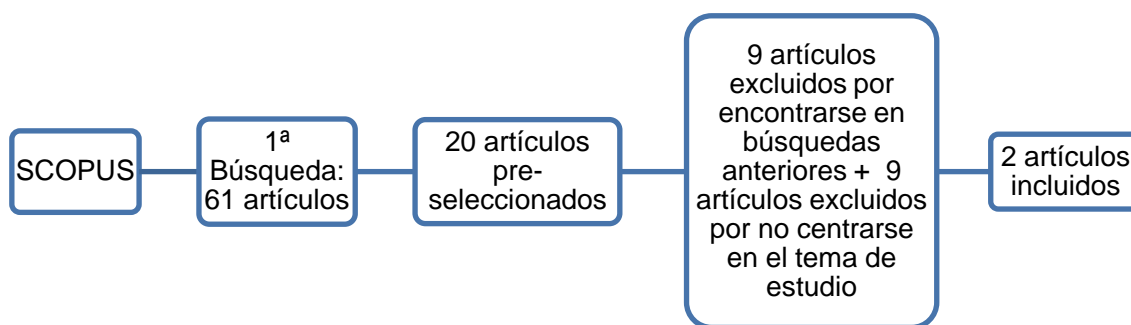 SCOPUS
1ª
Búsqueda:
61 artículos
20 artículos
pre-
seleccionados
9 artículos
excluidos por
encontrarse en
búsquedas
anteriores + 9
artículos excluidos
por no centrarse
en el tema de
estudio
2 artículos
incluidos